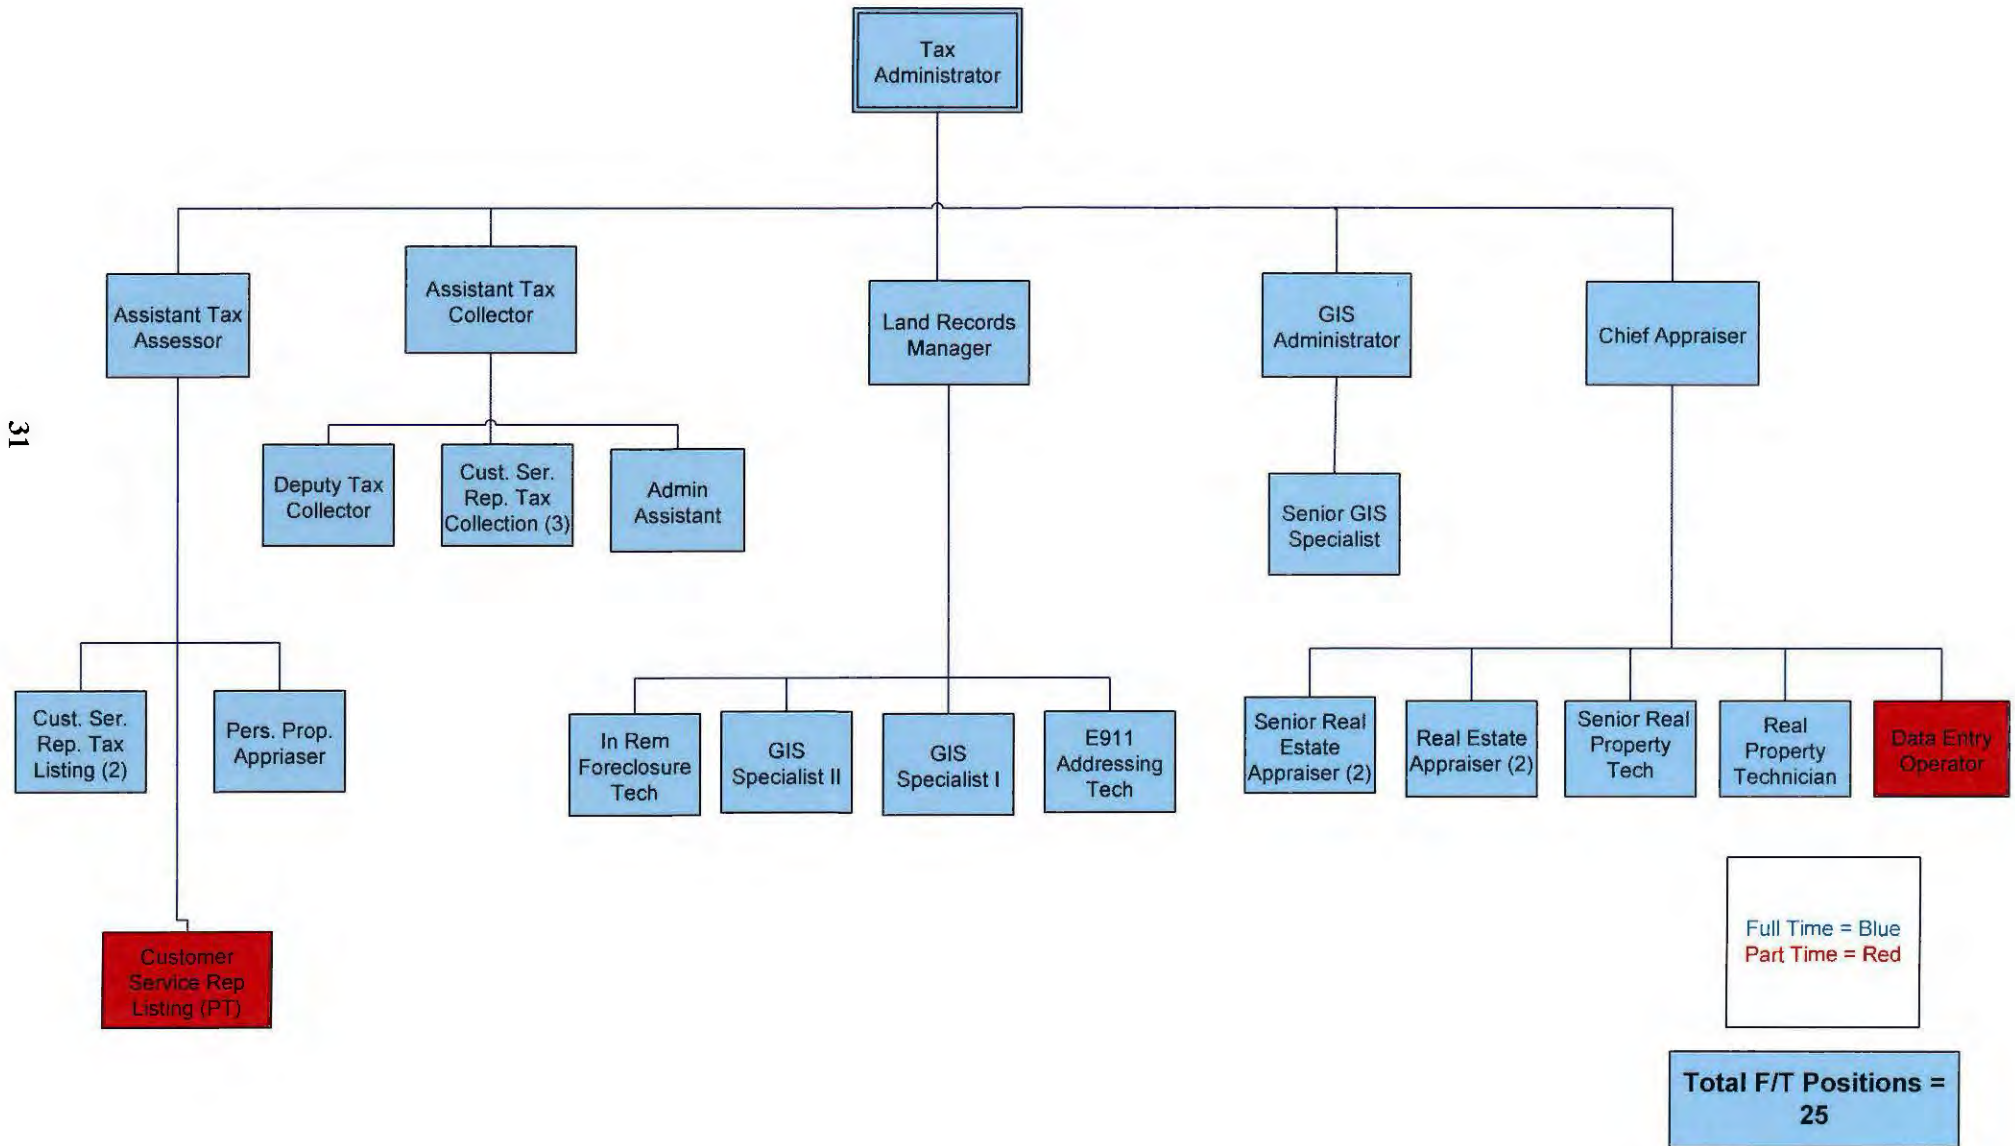 Tax
Administrator
Assistant Tax
Assessor
Assistant Tax
Collector
Land Records
Manager
GIS
Administrator
Chief Appraiser
31
Deputy Tax
Collector
Cust. Ser.
Rep. Tax
Collection (3)
Admin
Assistant
Senior GIS
Specialist
Cust. Ser.
Rep. Tax
Listing (2)
Pers. Prop.
Appriaser
In Rem
Foreclosure
Tech
GIS
Specialist II
GIS
Specialist I
E911
Addressing
Tech
Senior Real
Estate
Appraiser (2)
Real Estate
Appraiser (2)
Senior Real
Property
Tech
Real
Property
Technician
Data Entry
Operator
Customer
Service Rep
Listing (PT)
Full Time = Blue
Part Time = Red
Total F/T Positions =
25